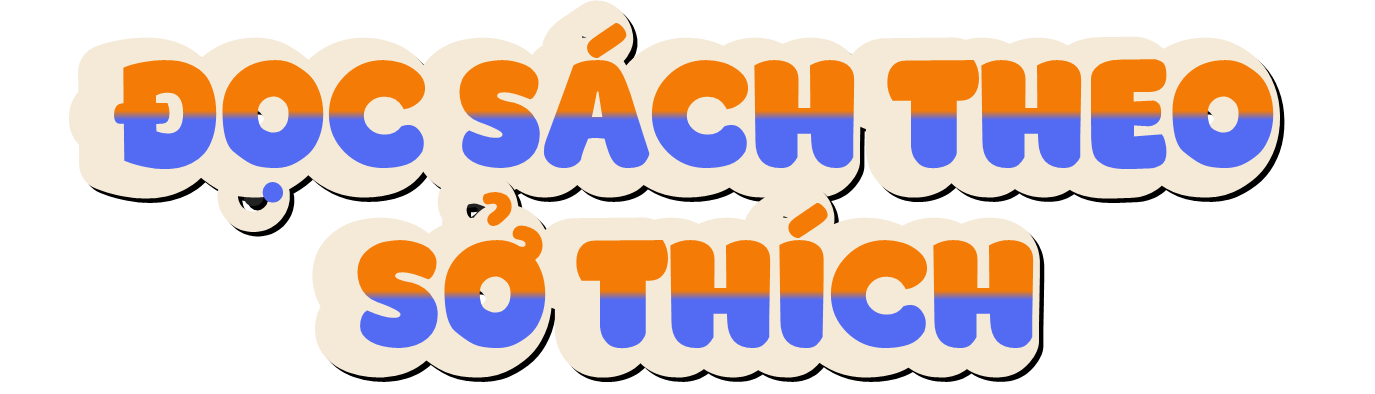 ĐỌC SÁCH THEO
SỞ THÍCH